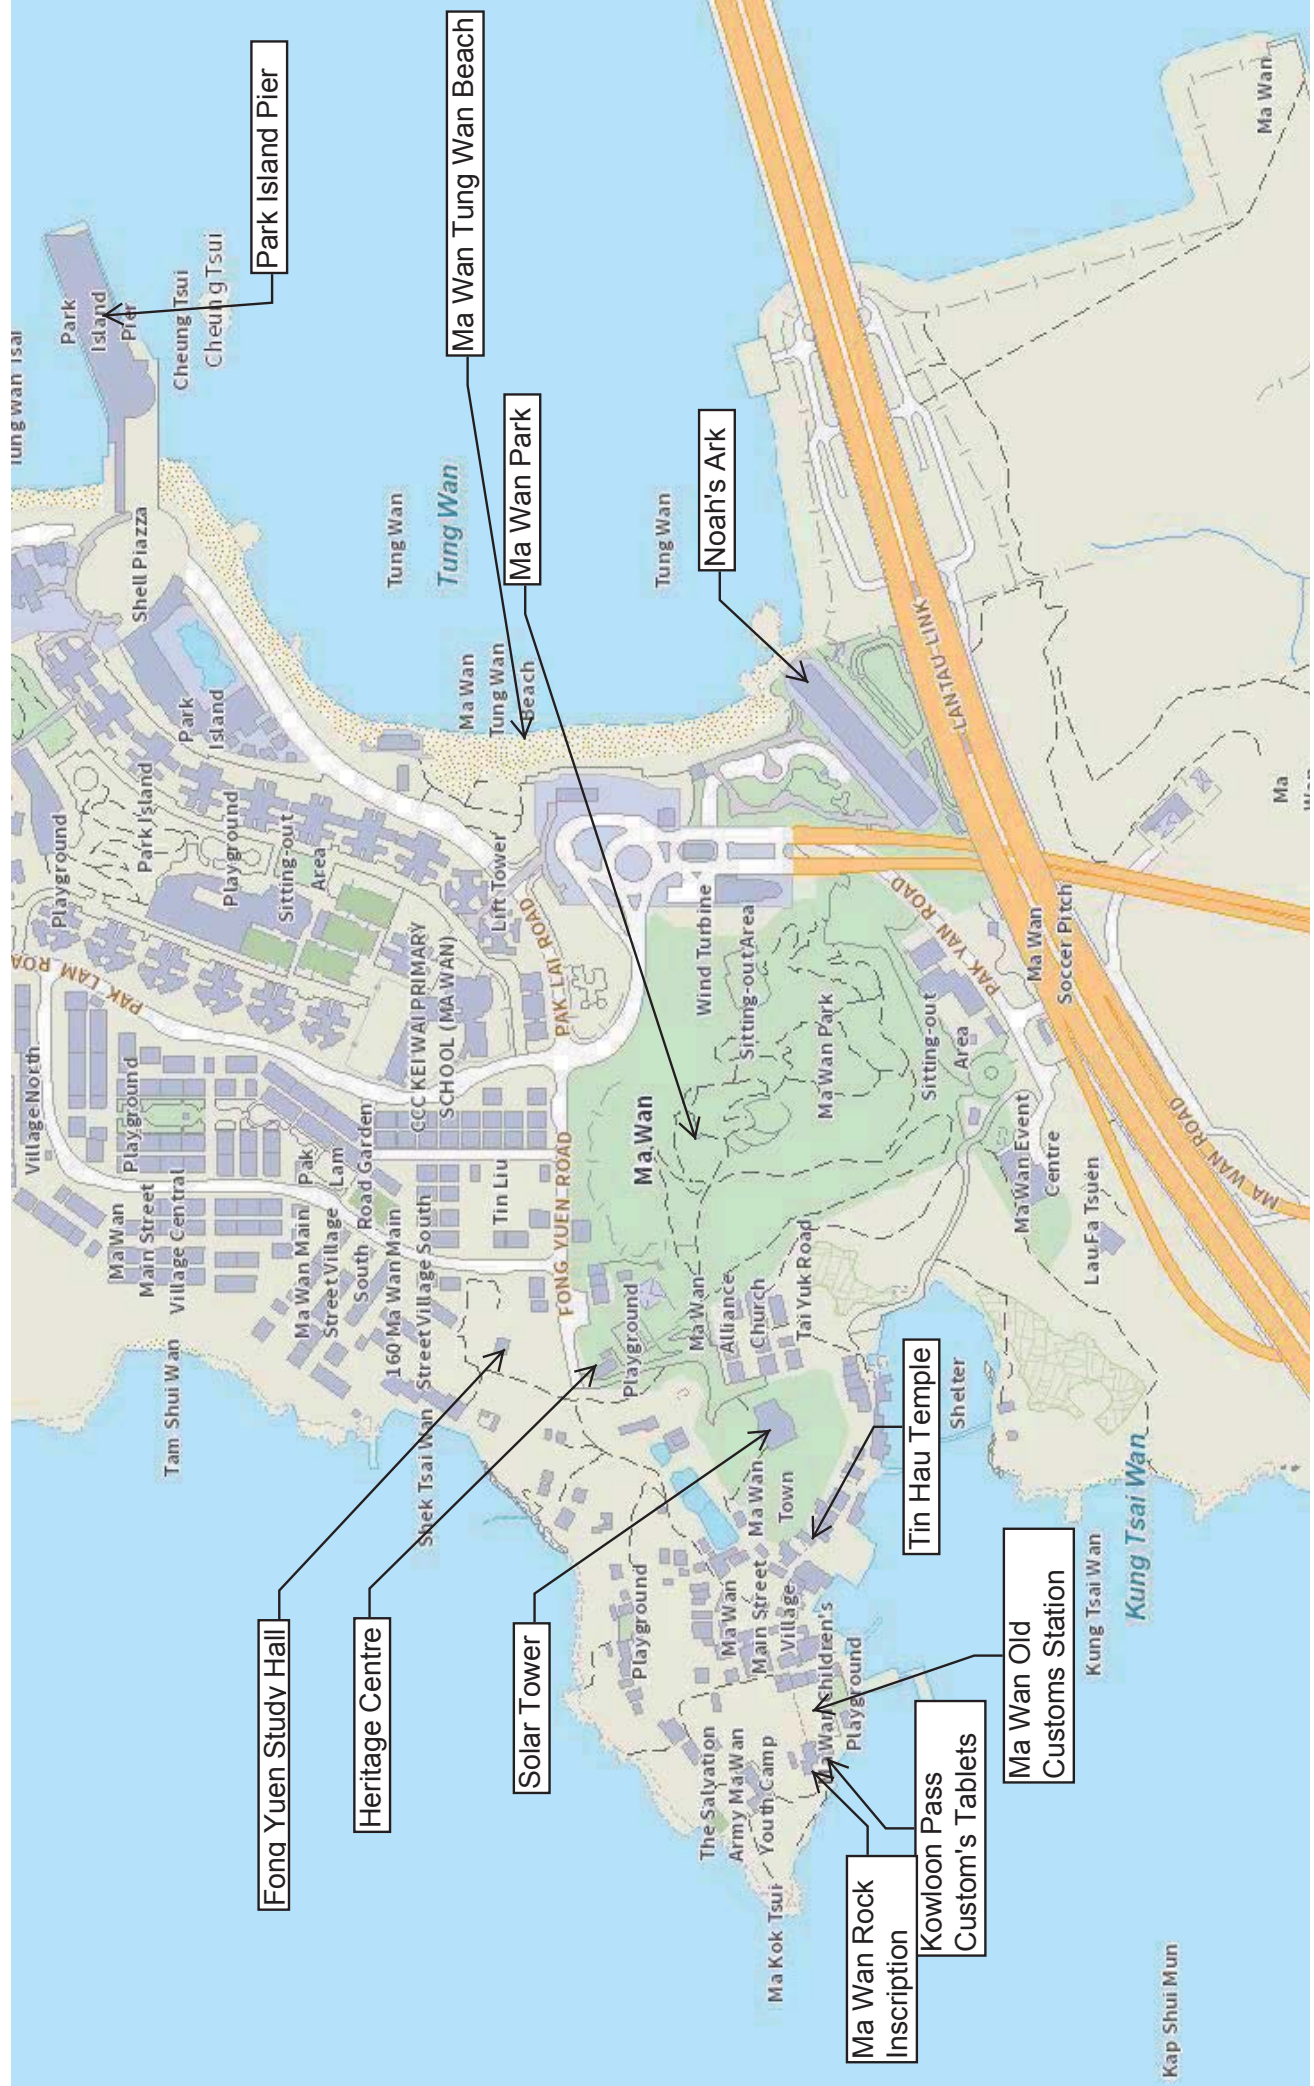 Tung Wan Tsai
Park
Island
Pier
Park Island Pier
Cheung Tsui
Cheung Tsui
Shell Piazza
Village North
Playground
PAK LAM ROA
PAK LAM ROAD
Park Island
Park
Island
Ma Wan
Main Street
Village Central
Playground
Playground
Sitting-out
Area
Tam Shui Wan
Ma Wan Main
Street Village
South
Pak
Lam
Road Garden
Fong Yuen Study Hall
Heritage Centre
160 Ma Wan Main
Street Village South
CCC KEI WAI PRIMARY
SCHOOL (MA WAN)
Tung Wan
Tung Wan
Shek Tsai Wan
Ma Wan Tung Wan Beach
Ma Wan
Tung Wan
Beach
Tin Liu
Lift Tower
Ma Wan Park
Solar Tower
FONG YUEN ROAD
PAK LAI ROAD
Playground
Playground
Ma Wan
Tung Wan
Noah's Ark
The Salvation
Army Ma Wan
Youth Camp
Ma Wan
Main Street
Village
Ma Wan
Town
Ma Wan
Alliance
Church
Tai Yuk Road
Wind Turbine
Sitting-out Area
Ma Wan Park
Ma Kok Tsui
Ma Wan Children's
Playground
Ma Wan Rock
Inscription
Kowloon Pass
Custom's Tablets
Tin Hau Temple
Shelter
Sitting-out
Area
PAK YAN ROAD
LANTAU LINK
Ma Wan Old
Customs Station
Ma Wan Event
Centre
Ma Wan
Soccer Pitch
Kung Tsai Wan
Kung Tsai Wan
Lau Fa Tsuen
MA WAN ROAD
Kap Shui Mun
Ma Wan
Ma
Wan